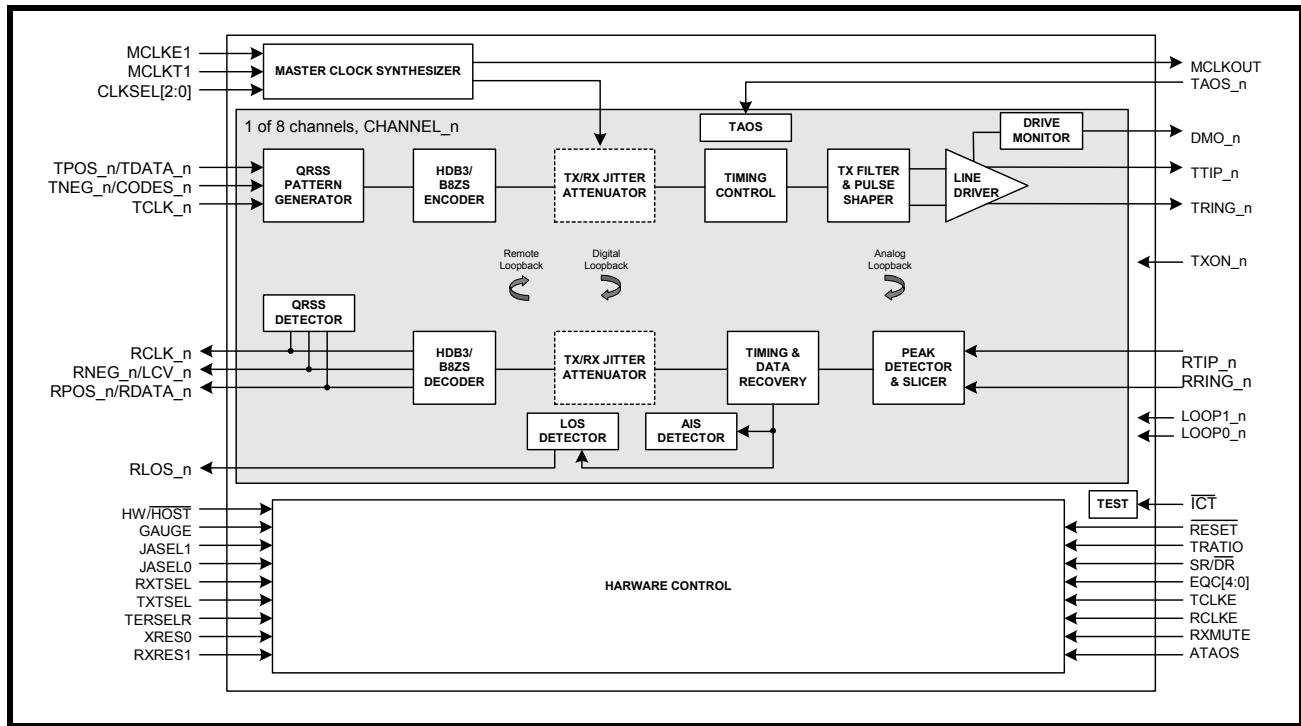 MCLKE1
MCLKT1
CLKSEL[2:0]
MASTER CLOCK SYNTHESIZER
MCLKOUT
TAOS_n
1 of 8 channels, CHANNEL_n
TAOS
DRIVE
MONITOR
DMO_n
TPOS_n/TDATA_n
TNEG_n/CODES_n
TCLK_n
QRSS
PATTERN
GENERATOR
HDB3/
B8ZS
ENCODER
TX/RX JITTER
ATTENUATOR
TIMING
CONTROL
TX FILTER
& PULSE
SHAPER
LINE
DRIVER
TTIP_n
TRING_n
TXON_n
Remote
Loopback
Digital
Loopback
Analog
Loopback
QRSS
DETECTOR
RCLK_n
RNEG_n/LCV_n
RPOS_n/RDATA_n
HDB3/
B8ZS
DECODER
TX/RX JITTER
ATTENUATOR
TIMING &
DATA
RECOVERY
PEAK
DETECTOR
& SLICER
RTIP_n
RRING_n
LOS
DETECTOR
AIS
DETECTOR
LOOP1_n
LOOP0_n
RLOS_n
TEST
ICT
HW/HOST
GAUGE
JASEL1
JASEL0
RXTSEL
TXTSEL
TERSELR
XRES0
RXRES1
HARWARE CONTROL
RESET
TRATIO
SR/DR
EQC[4:0]
TCLKE
RCLKE
RXMUTE
ATAOS